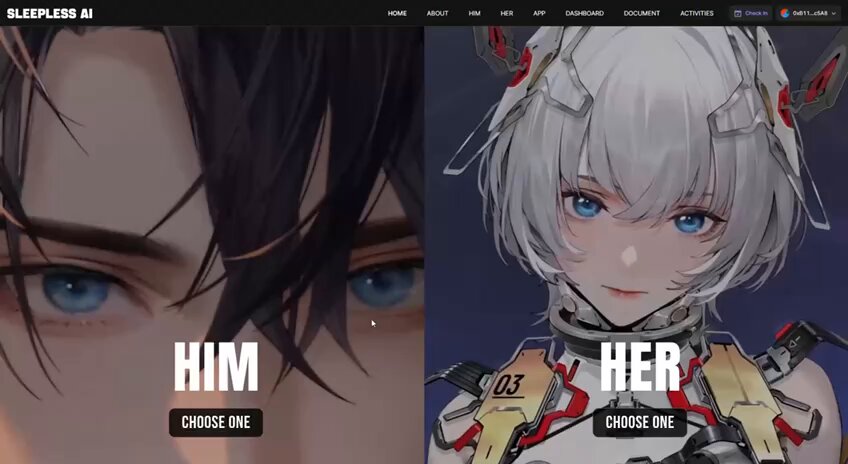 SLEEPLESS AI
HOME ABOUT HIM HER APP DASHBOARD DOCUMENT ACTIVITIES Check In 0xB11...c5A8
HIM
CHOOSE ONE
HER
CHOOSE ONE
03